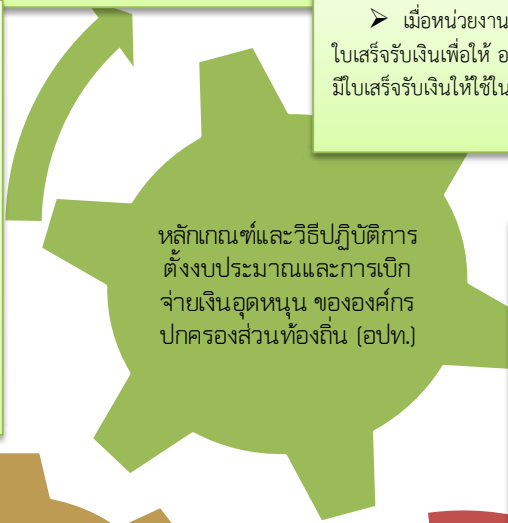 ➢ เมื่อหน่วยงาน
ใบเสร็จรับเงินเพื่อให้ อ
มีใบเสร็จรับเงินให้ใช้ใน
หลักเกณฑ์และวิธีปฏิบัติการ
ตั้งงบประมาณและการเบิก
จ่ายเงินอุดหนุน ขององค์กร
ปกครองส่วนท้องถิ่น (อปท.)